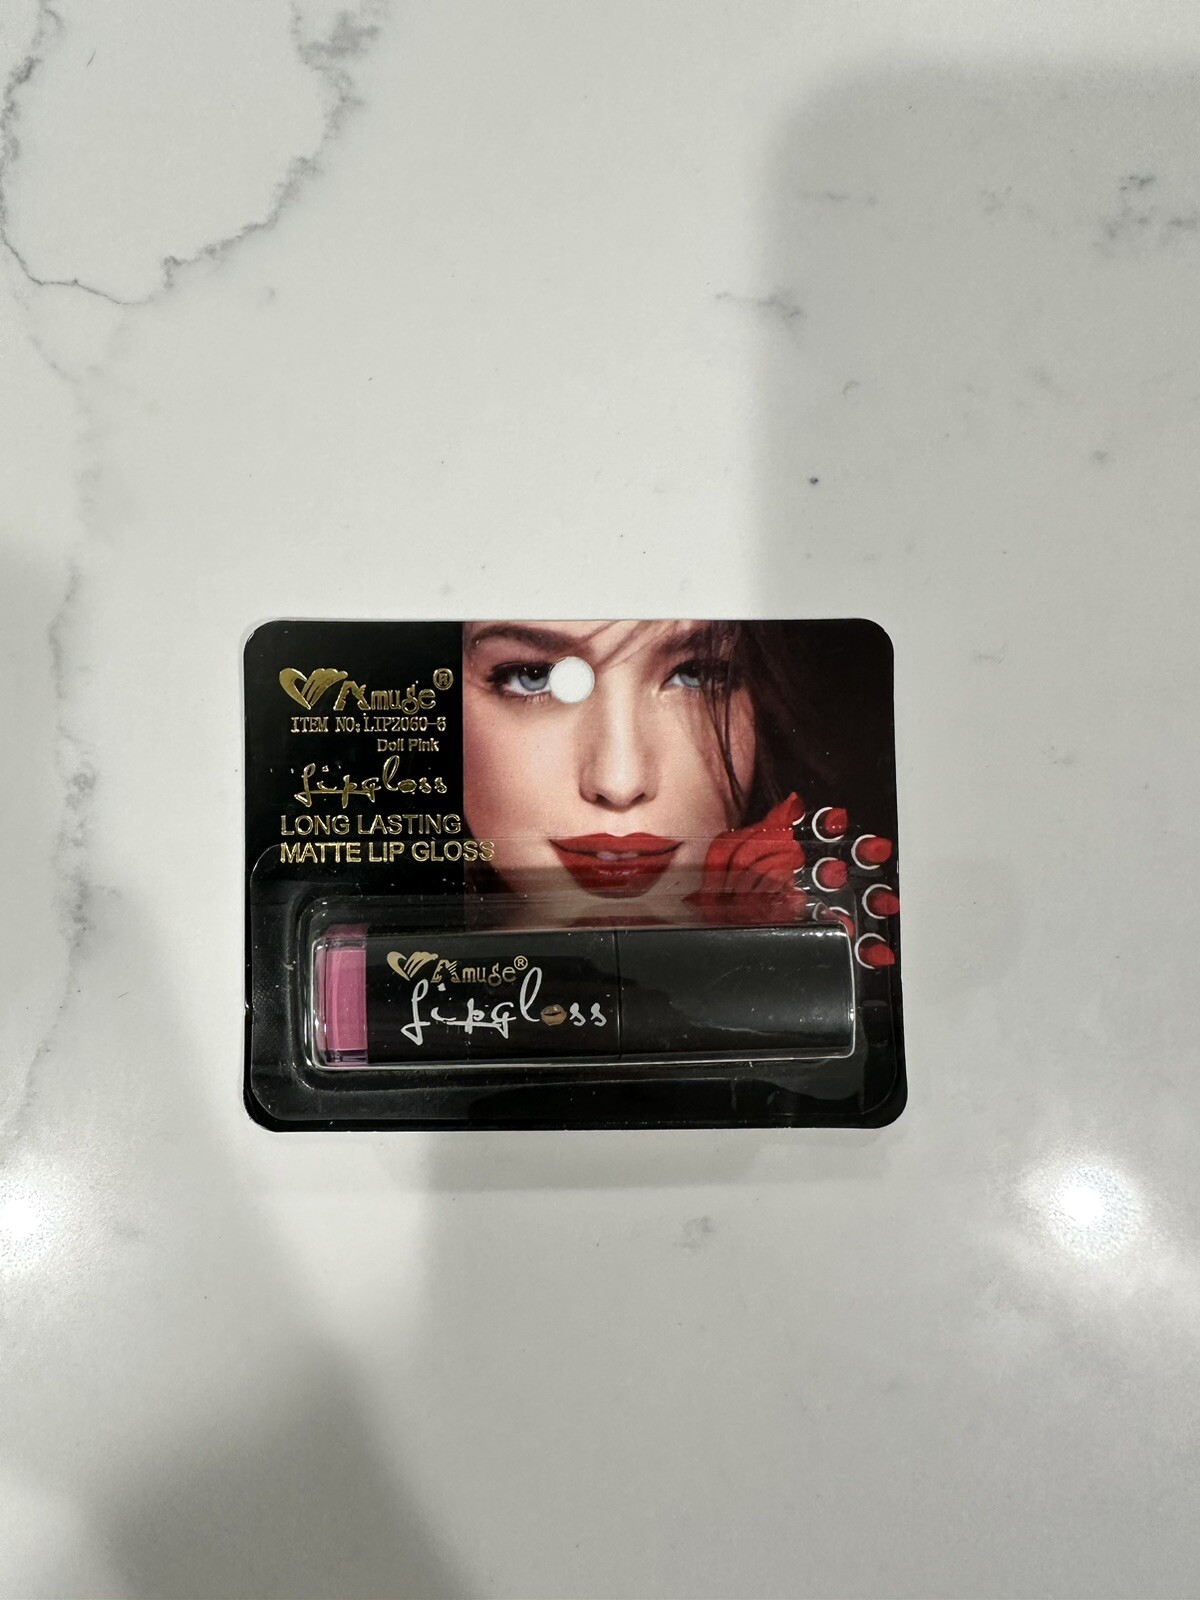 Amuge®
ITEM NO:LIP2060-6
Doll Pink
Lipgloss
LONG LASTING
MATTE LIP GLOSS
Amuge®
Lipgloss